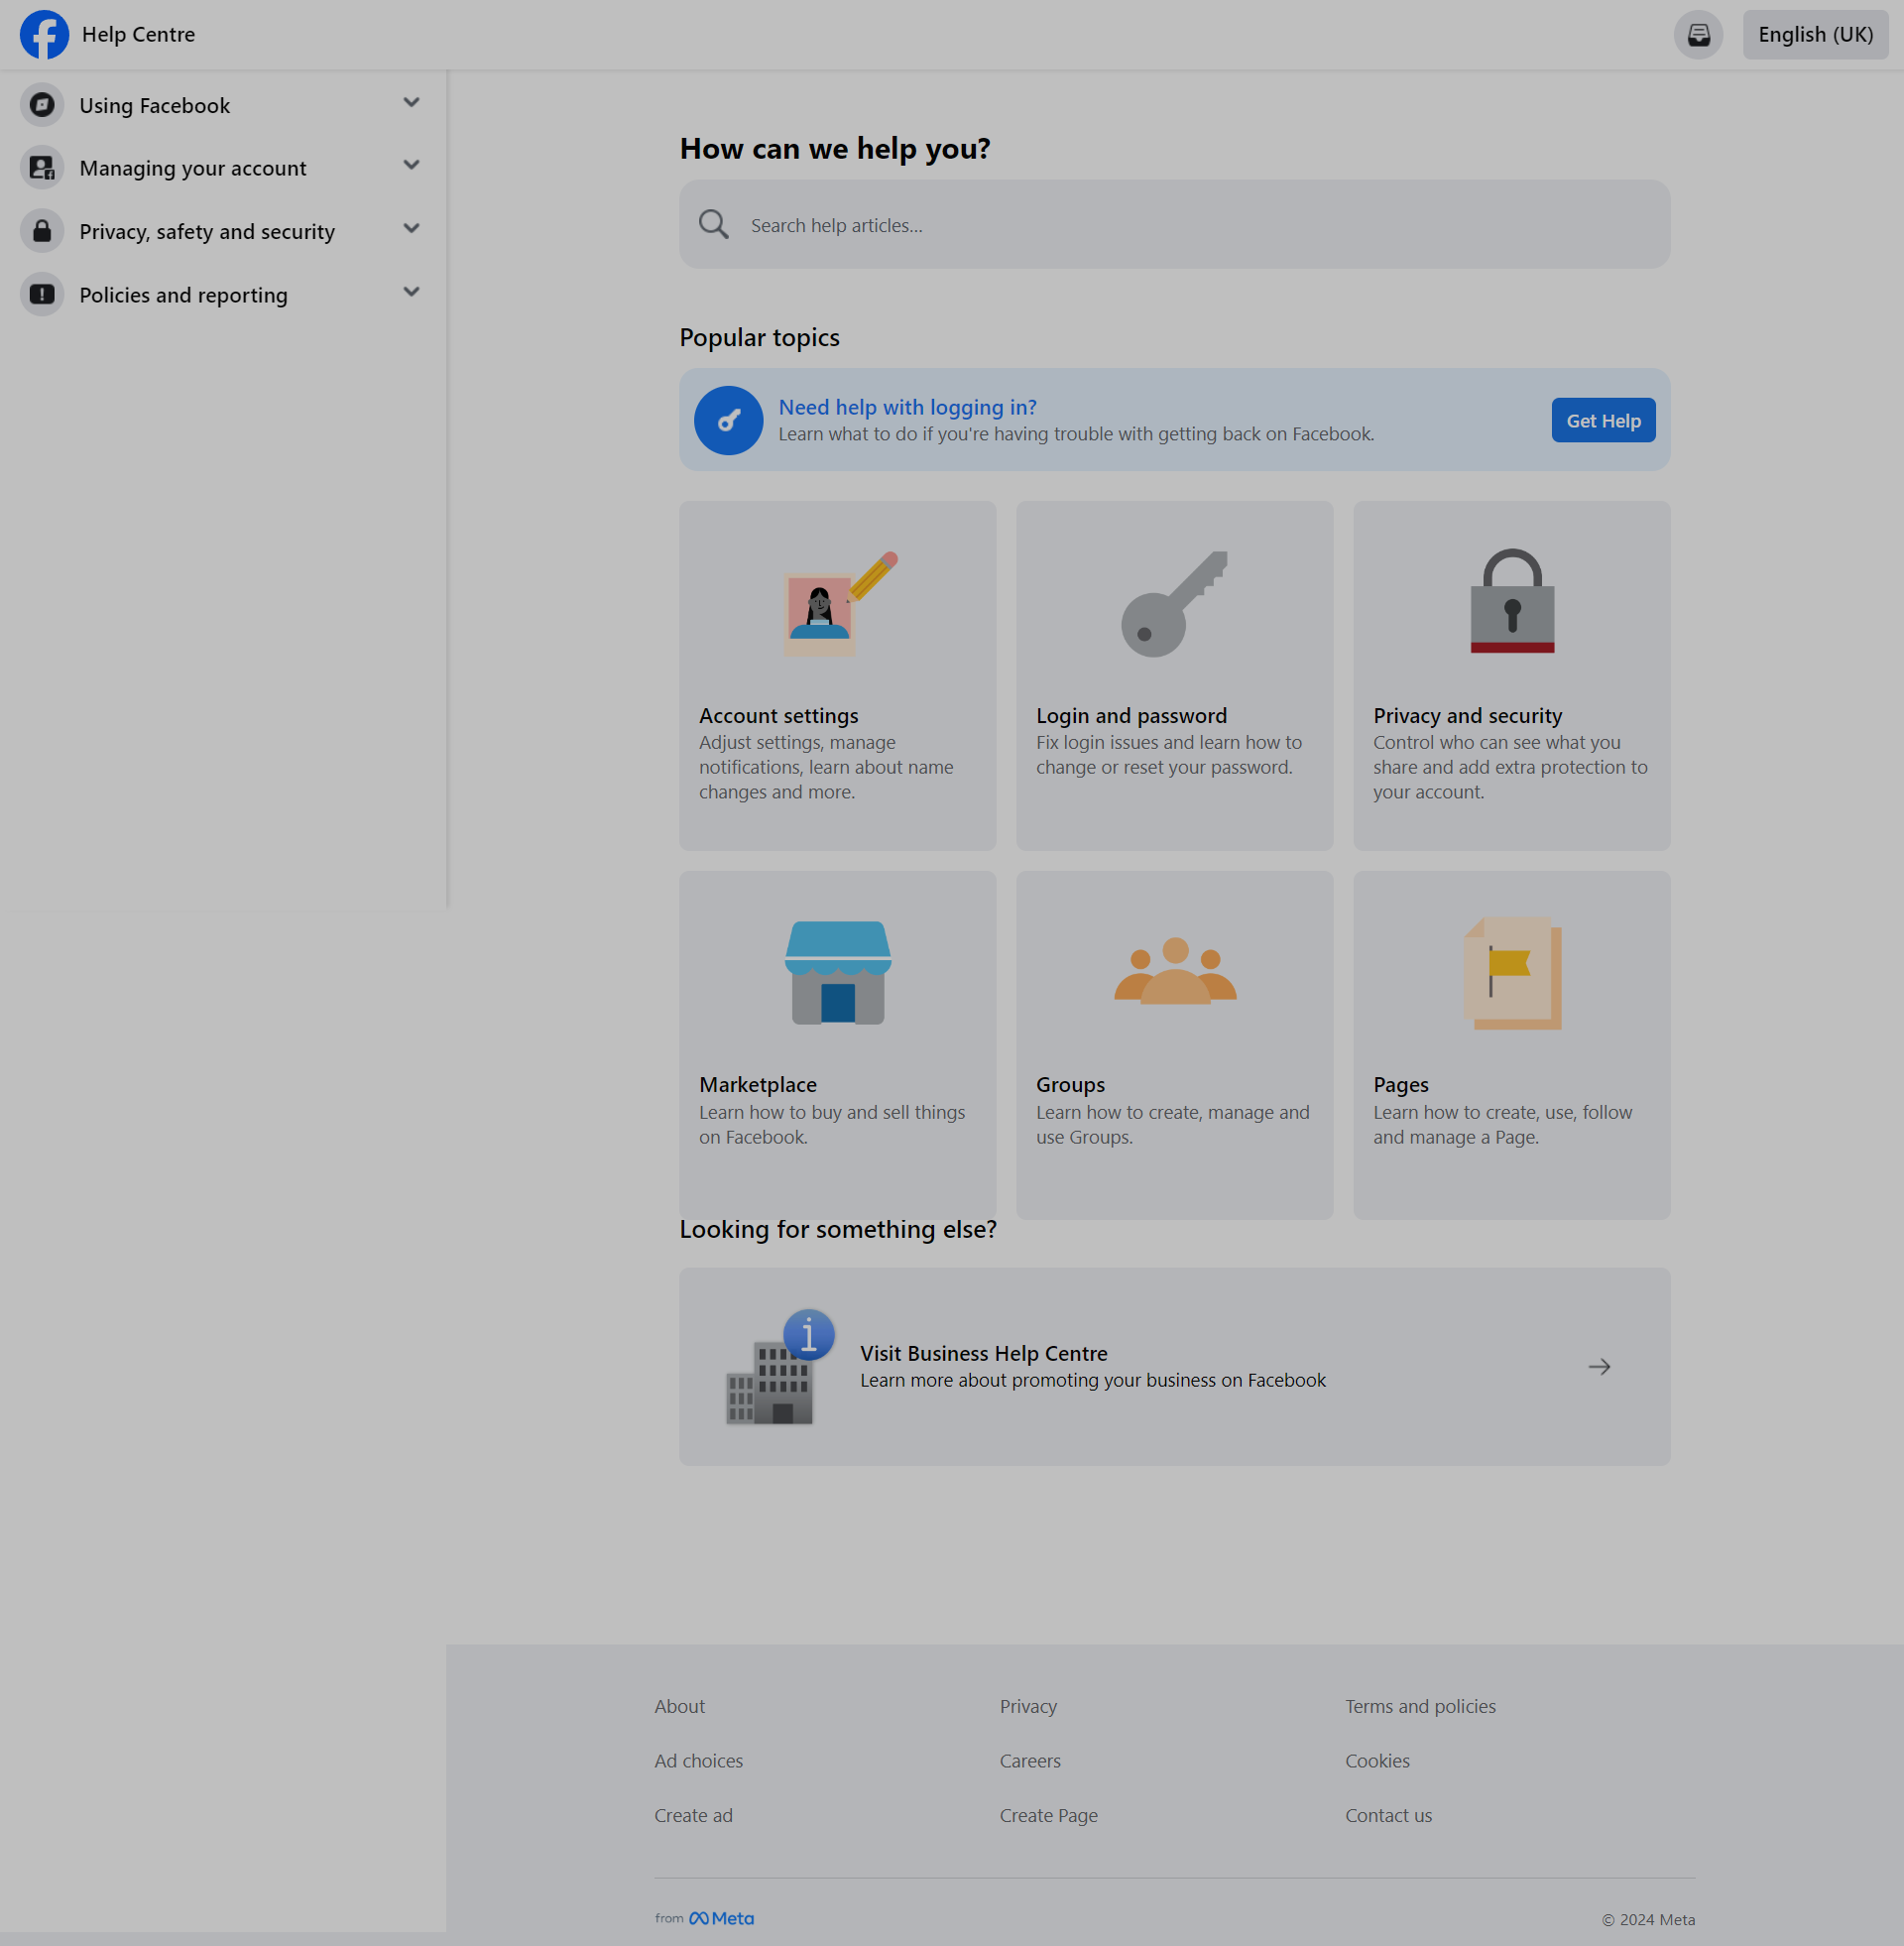 Help Centre
English (UK)
Using Facebook
Managing your account
Privacy, safety and security
Policies and reporting
How can we help you?
Search help articles...
Popular topics
Need help with logging in?
Learn what to do if you're having trouble with getting back on Facebook.
Get Help
Account settings
Adjust settings, manage
notifications, learn about name
changes and more.
Login and password
Fix login issues and learn how to
change or reset your password.
Privacy and security
Control who can see what you
share and add extra protection to
your account.
Marketplace
Learn how to buy and sell things
on Facebook.
Groups
Learn how to create, manage and
use Groups.
Pages
Learn how to create, use, follow
and manage a Page.
Looking for something else?
Visit Business Help Centre
Learn more about promoting your business on Facebook
About
Privacy
Terms and policies
Ad choices
Careers
Cookies
Create ad
Create Page
Contact us
from Meta
© 2024 Meta